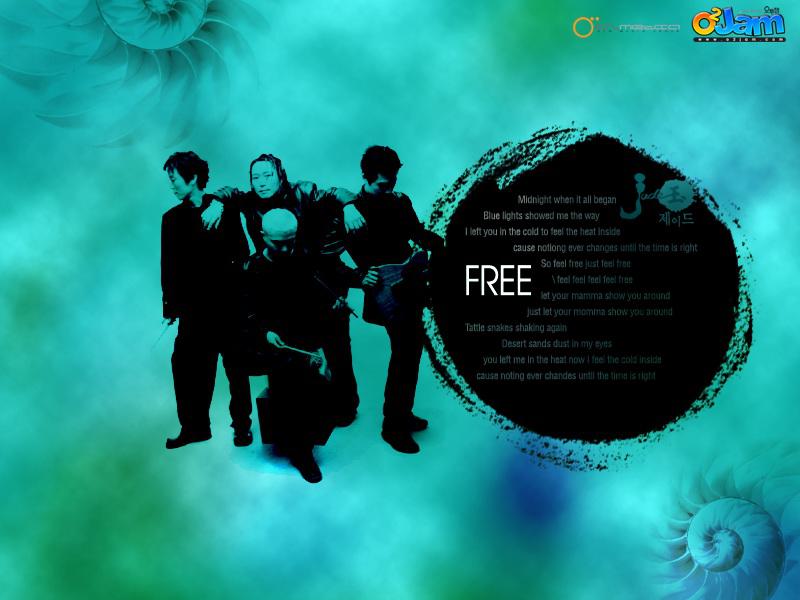 O2Jam
www.o2jam.com
Midnight when it all began
Blue lights showed me the way
I left you in the cold to feel the heat inside
cause notiong ever changes until the time is right
제이드
So feel free just feel free
\ feel feel feel free
FREE
let your mamma show you around
just let your momma show you around
Tattle snakes shaking again
Desert sands dust in my eyes
you left me in the heat now I feel the cold inside
cause noting ever chandes until the time is right